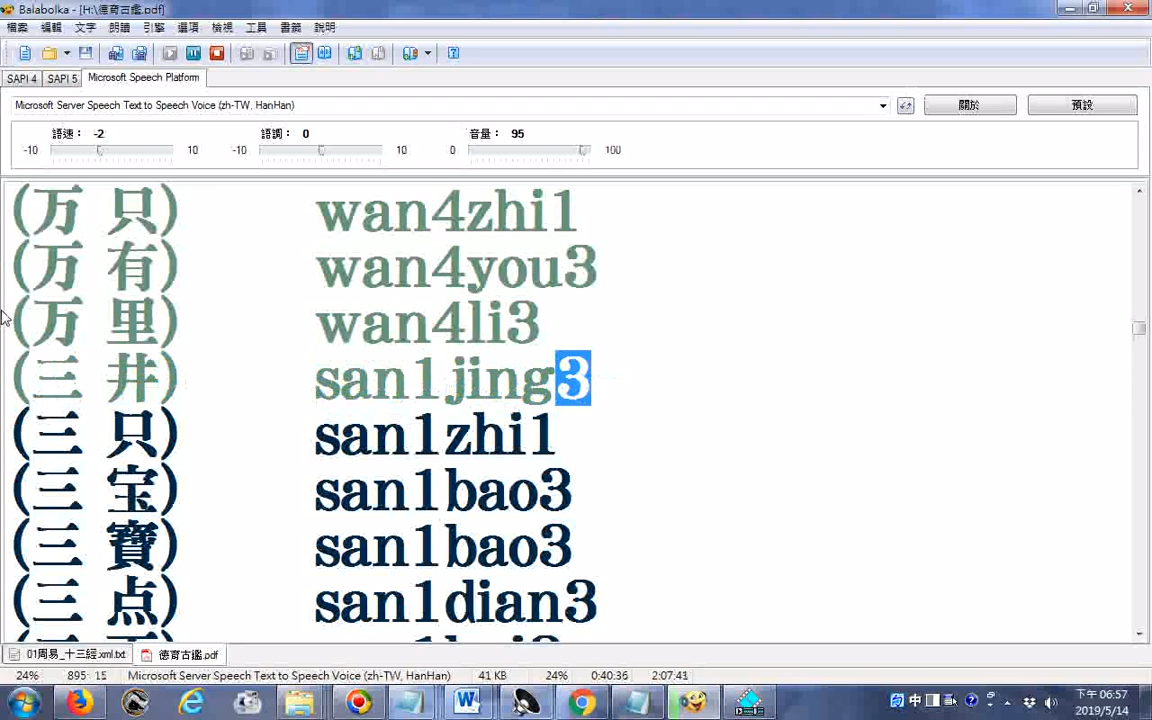 Balabolka - [H:\德育古鑑.pdf]
檔案 編輯 文字 朗讀 引擎 選項 檢視 工具 書籤 說明
SAPI 4 SAPI 5 Microsoft Speech Platform
Microsoft Server Speech Text to Speech Voice (zh-TW, HanHan) 關於 預設
語速： -2 語調： 0 音量： 95
-10 10 -10 10 0 100
(万 只) wan4zhi1
(万 有) wan4you3
(万 里) wan4li3
(三 井) san1jing3
(三 只) san1zhi1
(三 宝) san1bao3
(三 寶) san1bao3
(三 点) san1dian3
01周易_十三經.xml.txt 德育古鑑.pdf
24% 895: 15 Microsoft Server Speech Text to Speech Voice (zh-TW, HanHan) 41 KB 24% 0:40:36 2:07:41
中
下午 06:57
2019/5/14